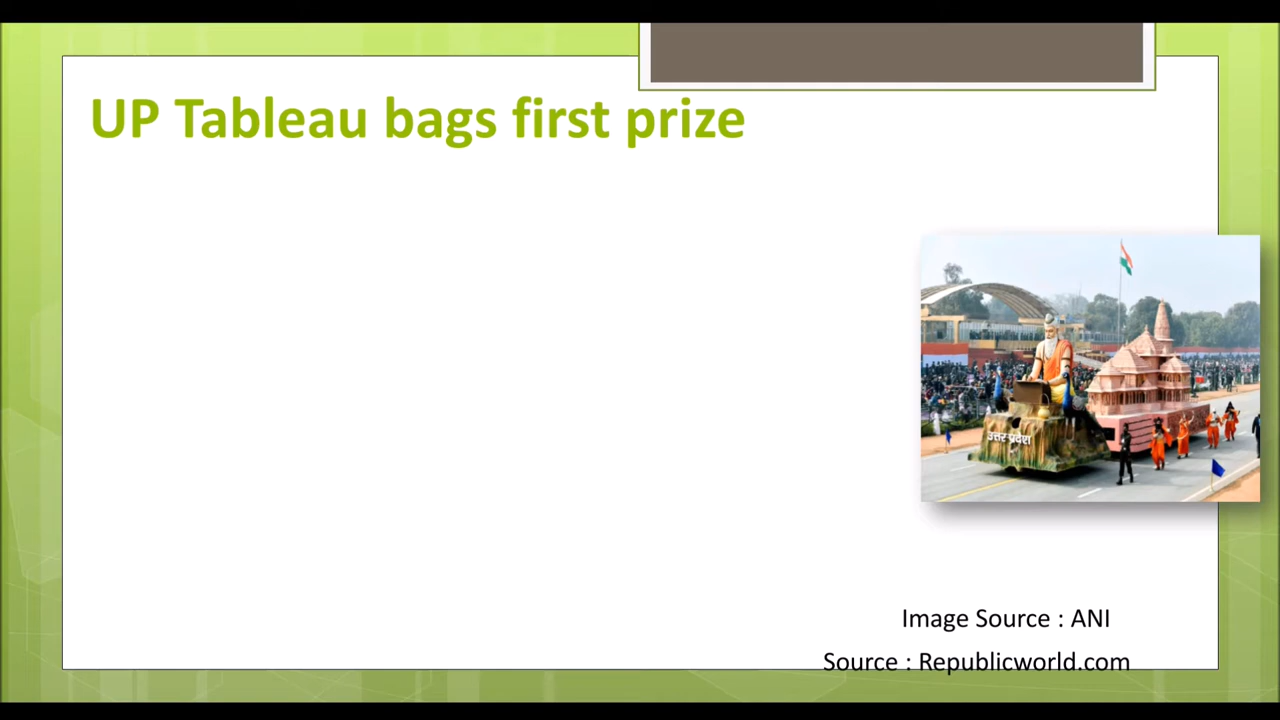 UP Tableau bags first prize
उत्तर प्रदेश
Image Source : ANI
Source : Republicworld.com